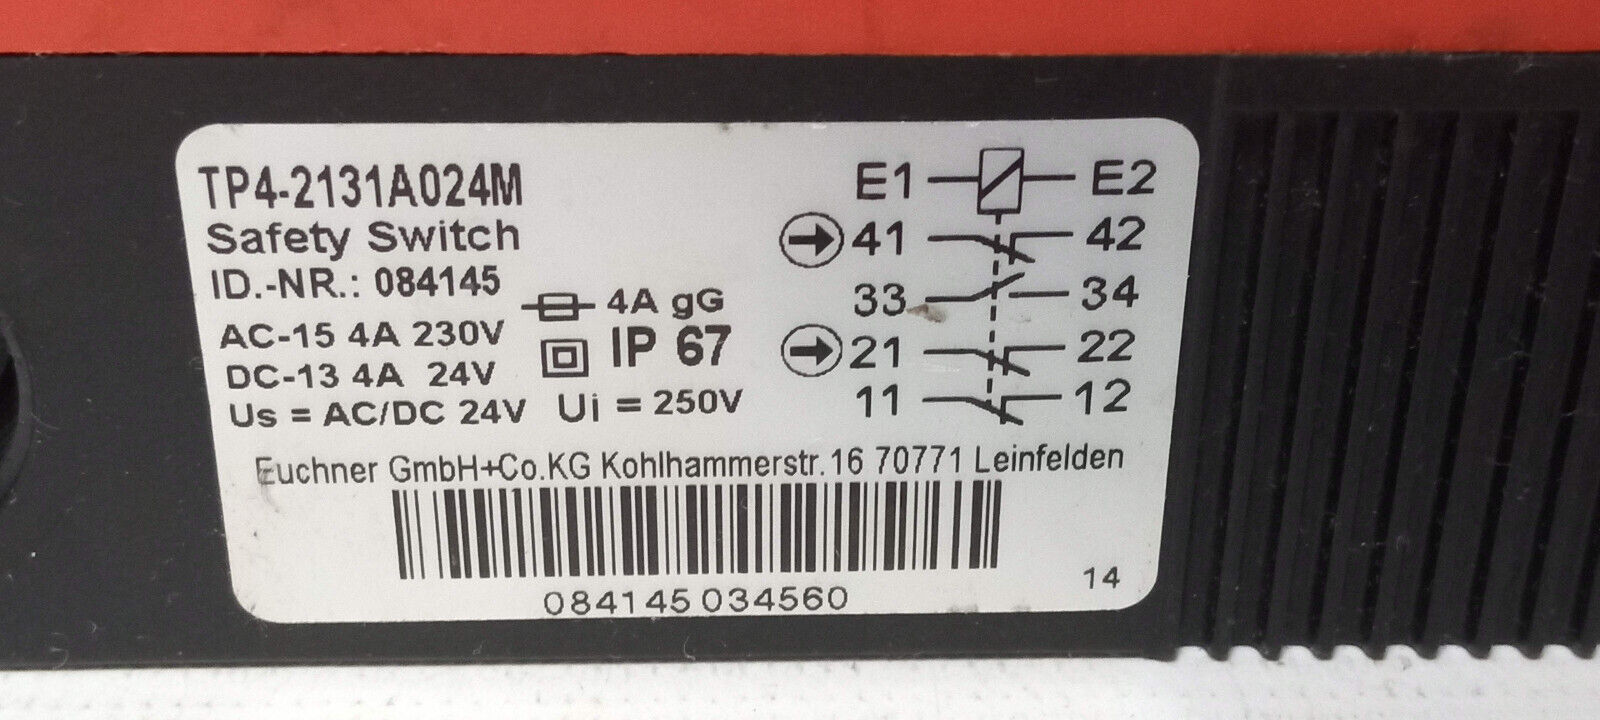 TP4-2131A024M
Safety Switch
ID.-NR.: 084145
AC-15 4A 230V
DC-13 4A 24V
Us = AC/DC 24V
4A gG
IP 67
Ui = 250V
E1 E2
41 42
33 34
21 22
11 12
Euchner GmbH+Co.KG Kohlhammerstr. 16 70771 Leinfelden
084145 034560
14